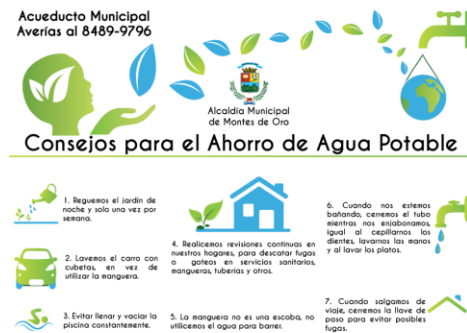 Acueducto Municipal
Averías al 8489-9796
Alcaldía Municipal
de Montes de Oro
Consejos para el Ahorro de Agua Potable
1. Reguemos el jardín de
noche y solo una vez por
semana.
2. Lavemos el carro con
cubetas, en vez de
utilizar la manguera.
3. Evitar llenar y vaciar la
piscina constantemente.
4. Realicemos revisiones continuas en
nuestros hogares, para descatar fugas
o goteos en servicios sanitarios,
mangueras, tuberias y otros.
5. La manguera no es una escoba, no
utilicemos el agua para barrer.
6. Cuando nos estemos
bañando, cerremos el tubo
mientras nos enjabonamos,
igual al cepillarnos los
dientes, lavarnos las manos
y al lavar los platos.
7. Cuando salgamos de
viaje, cerremos la llave de
paso para evitar posibles
fugas.